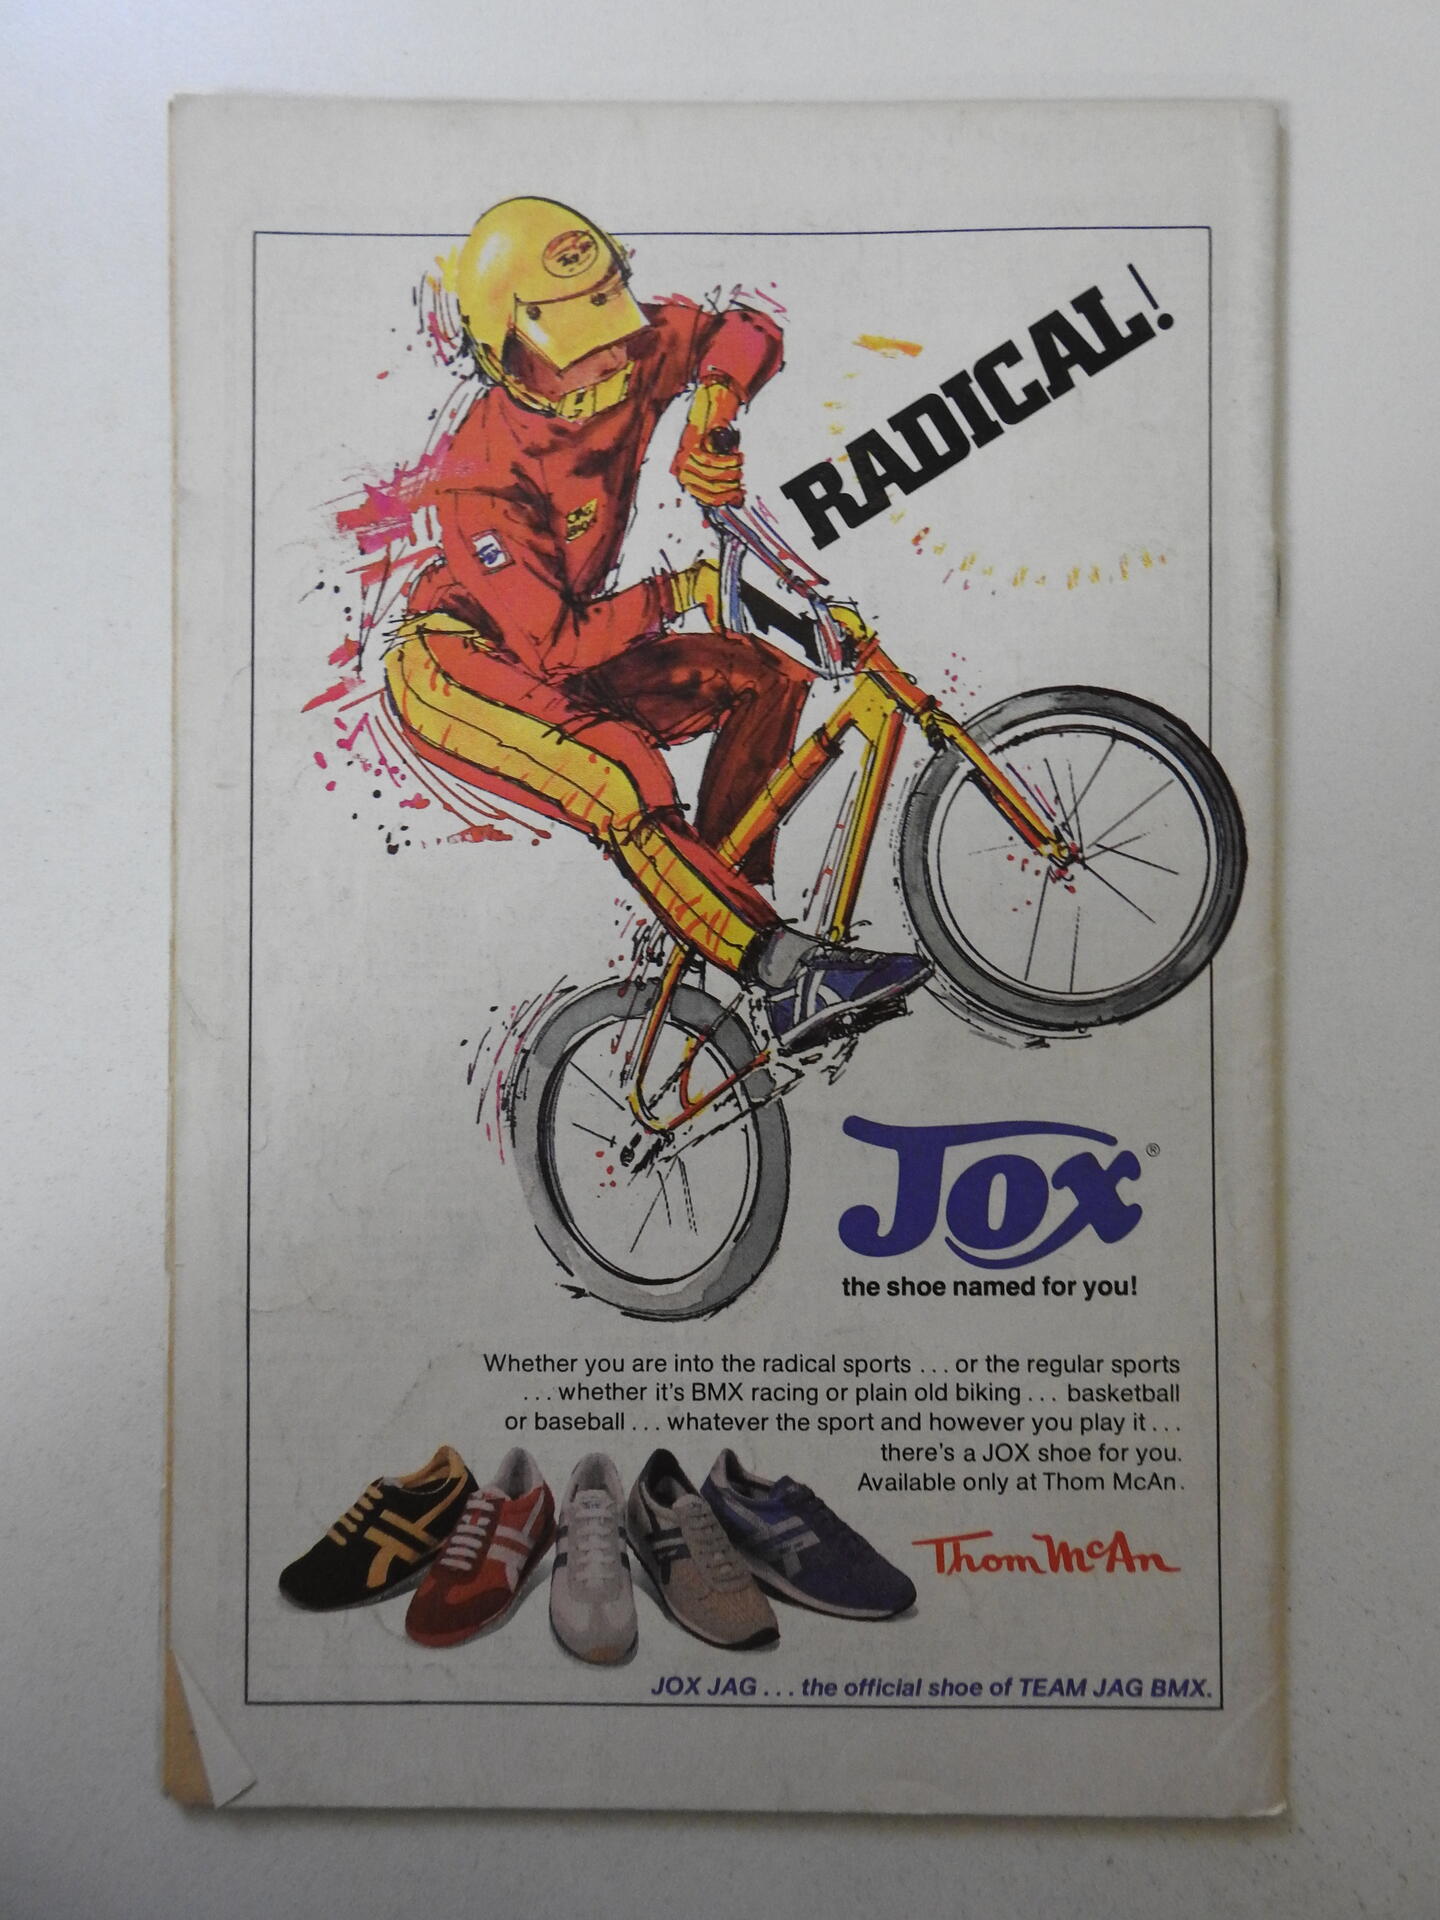 RADICAL!
Jox®
the shoe named for you!
Whether you are into the radical sports . . . or the regular sports
. . . whether it's BMX racing or plain old biking . . . basketball
or baseball . . . whatever the sport and however you play it . . .
there's a JOX shoe for you.
Available only at Thom McAn.
Thom McAn
JOX JAG . . . the official shoe of TEAM JAG BMX.